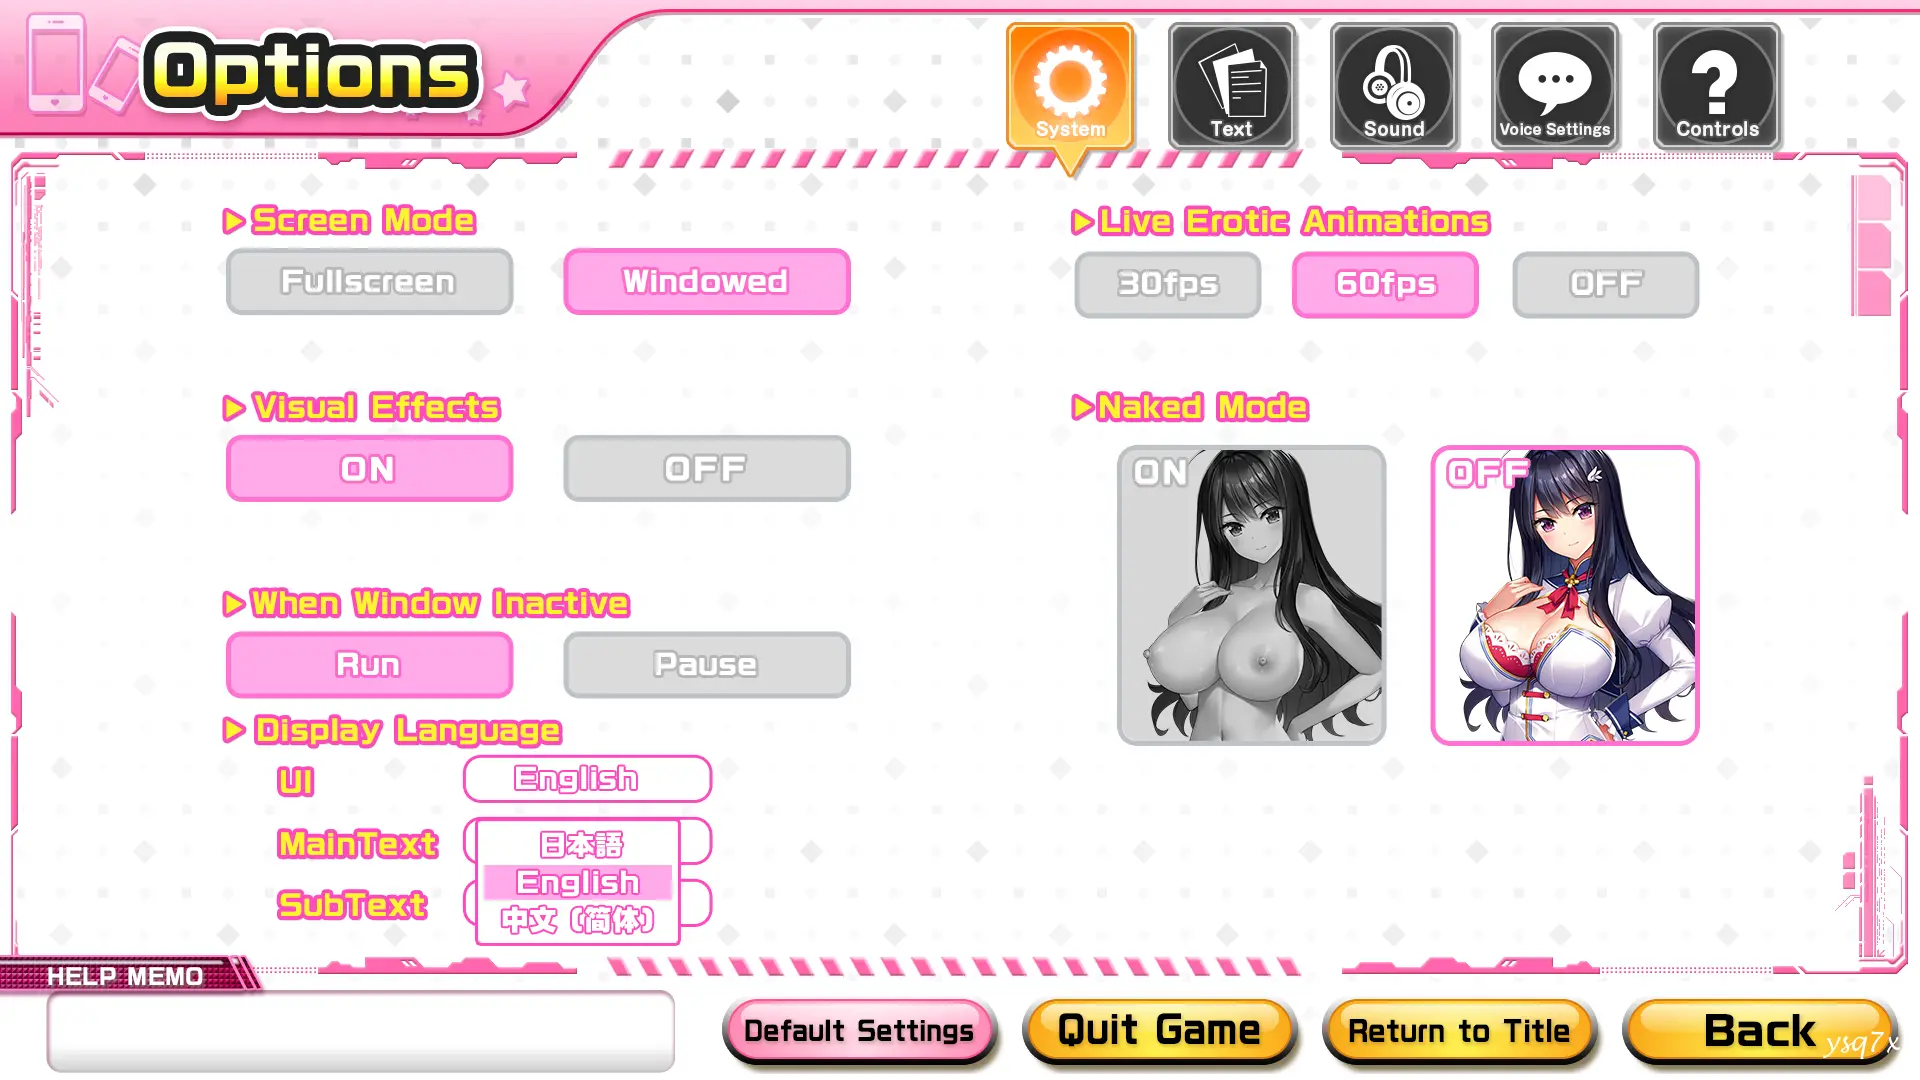 Options
System
Text
Sound
Voice Settings
Controls
Screen Mode
Fullscreen
Windowed
Live Erotic Animations
30fps
60fps
OFF
Visual Effects
ON
OFF
Naked Mode
ON
OFF
When Window Inactive
Run
Pause
Display Language
UI
English
MainText
日本語
English
SubText
中文 (简体)
HELP MEMO
Default Settings
Quit Game
Return to Title
Back
ysq7x